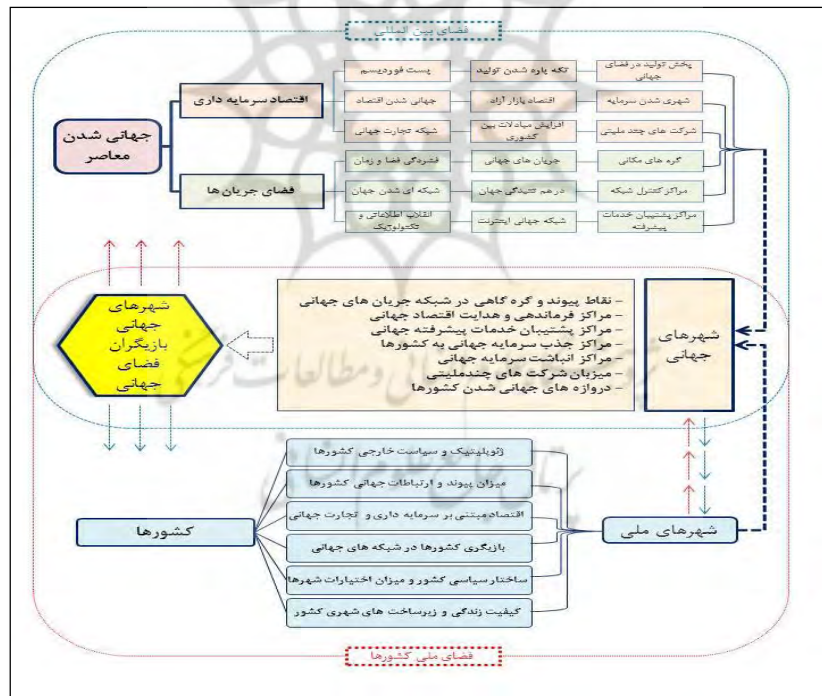 فضای بین المللی
جهانی شدن
معاصر
اقتصاد سرمایه داری
فضای جریان ها
پست فوردیسم
تکه پاره شدن تولید
پخش تولید در فضای
جهانی
جهانی شدن اقتصاد
اقتصاد بازار آزاد
شهری شدن سرمایه
شبکه تجارت جهانی
افزایش مبادلات بین
کشوری
شرکت های چند ملیتی
فشردگی فضا و زمان
جریان های جهانی
گره های مکانی
شبکه ای شدن جهان
در هم تنیدگی جهان
مراکز کنترل شبکه
انقلاب اطلاعاتی و
تکنولوژیک
شبکه جهانی اینترنت
مراکز پشتیبان خدمات
پیشرفته
شهرهای
جهانی
- نقاط پیوند و گره گاهی در شبکه جریان های جهانی
- مراکز فرماندهی و هدایت اقتصاد جهانی
- مراکز پشتیبان خدمات پیشرفته جهانی
- مراکز جذب سرمایه جهانی به کشورها
- مراکز انباشت سرمایه جهانی
- میزبان شرکت های چندملیتی
- دروازه های جهانی شدن کشورها
شهرهای
جهانی
بازیگران
فضای
جهانی
شهرهای ملی
ژئوپلیتیک و سیاست خارجی کشورها
میزان پیوند و ارتباطات جهانی کشورها
اقتصاد مبتنی بر سرمایه داری و تجارت جهانی
بازیگری کشورها در شبکه های جهانی
ساختار سیاسی کشور و میزان اختیارات شهرها
کیفیت زندگی و زیرساخت های شهری کشور
کشورها
فضای ملی کشورها
پرتال جامع علوم انسانی